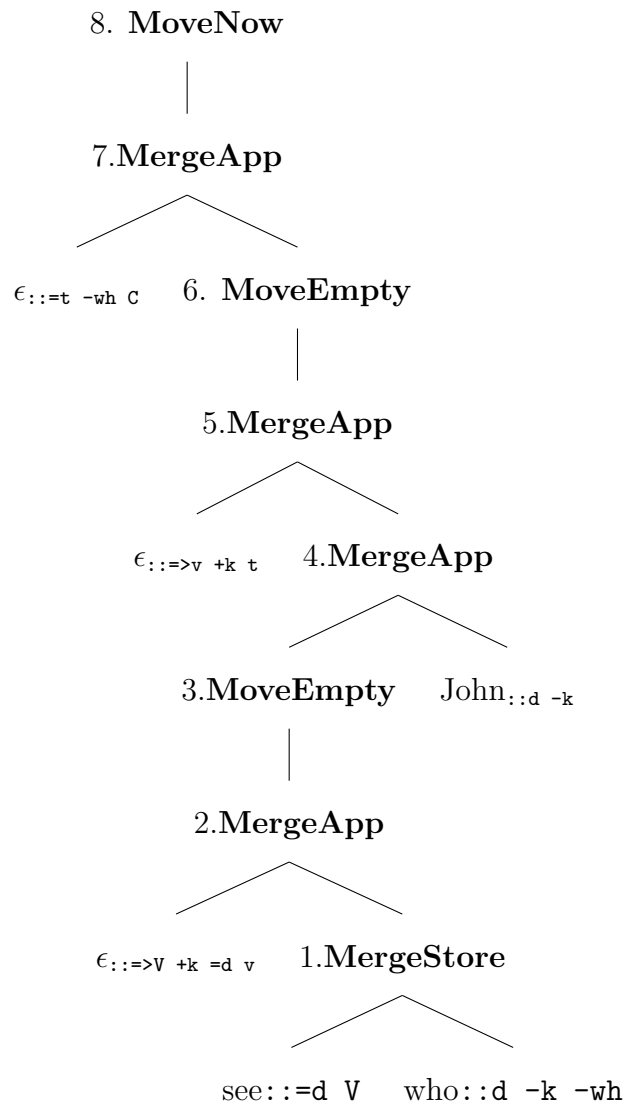 8. MoveNow
7.MergeApp
ϵ::=t -wh C 6. MoveEmpty
5.MergeApp
ϵ::=>v +k t 4.MergeApp
3.MoveEmpty John::d -k
2.MergeApp
ϵ::=>V +k =d v 1.MergeStore
see::=d V who::d -k -wh